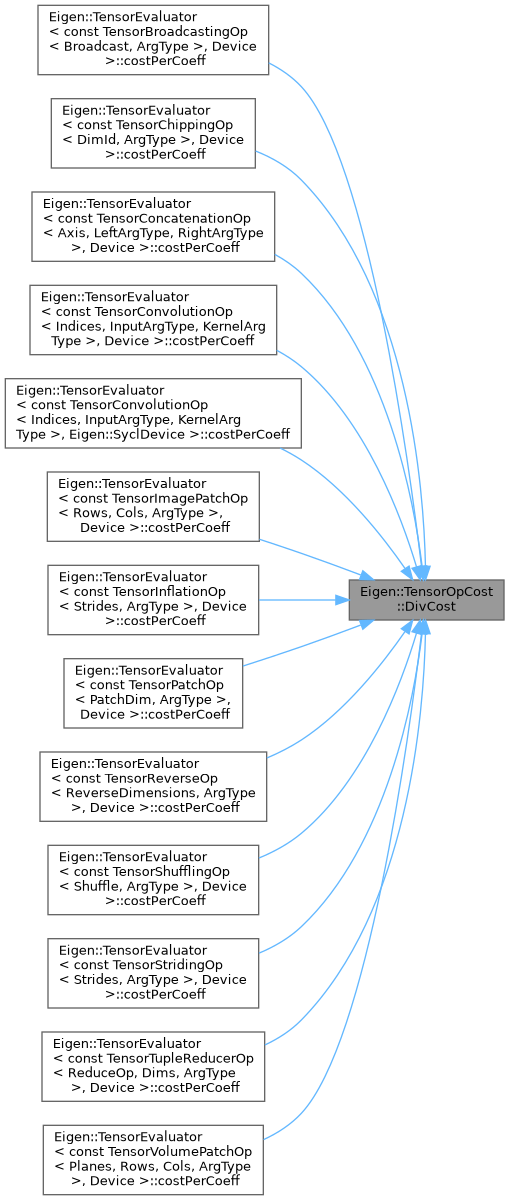 Eigen::TensorEvaluator
< const TensorBroadcastingOp
< Broadcast, ArgType >, Device
>::costPerCoeff
Eigen::TensorEvaluator
< const TensorChippingOp
< DimId, ArgType >, Device
>::costPerCoeff
Eigen::TensorEvaluator
< const TensorConcatenationOp
< Axis, LeftArgType, RightArgType
>, Device >::costPerCoeff
Eigen::TensorEvaluator
< const TensorConvolutionOp
< Indices, InputArgType, KernelArg
Type >, Device >::costPerCoeff
Eigen::TensorEvaluator
< const TensorConvolutionOp
< Indices, InputArgType, KernelArg
Type >, Eigen::SyclDevice >::costPerCoeff
Eigen::TensorEvaluator
< const TensorImagePatchOp
< Rows, Cols, ArgType >,
Device >::costPerCoeff
Eigen::TensorEvaluator
< const TensorInflationOp
< Strides, ArgType >, Device
>::costPerCoeff
Eigen::TensorOpCost
::DivCost
Eigen::TensorEvaluator
< const TensorPatchOp
< PatchDim, ArgType >,
Device >::costPerCoeff
Eigen::TensorEvaluator
< const TensorReverseOp
< ReverseDimensions, ArgType
>, Device >::costPerCoeff
Eigen::TensorEvaluator
< const TensorShufflingOp
< Shuffle, ArgType >, Device
>::costPerCoeff
Eigen::TensorEvaluator
< const TensorStridingOp
< Strides, ArgType >, Device
>::costPerCoeff
Eigen::TensorEvaluator
< const TensorTupleReducerOp
< ReduceOp, Dims, ArgType
>, Device >::costPerCoeff
Eigen::TensorEvaluator
< const TensorVolumePatchOp
< Planes, Rows, Cols, ArgType
>, Device >::costPerCoeff